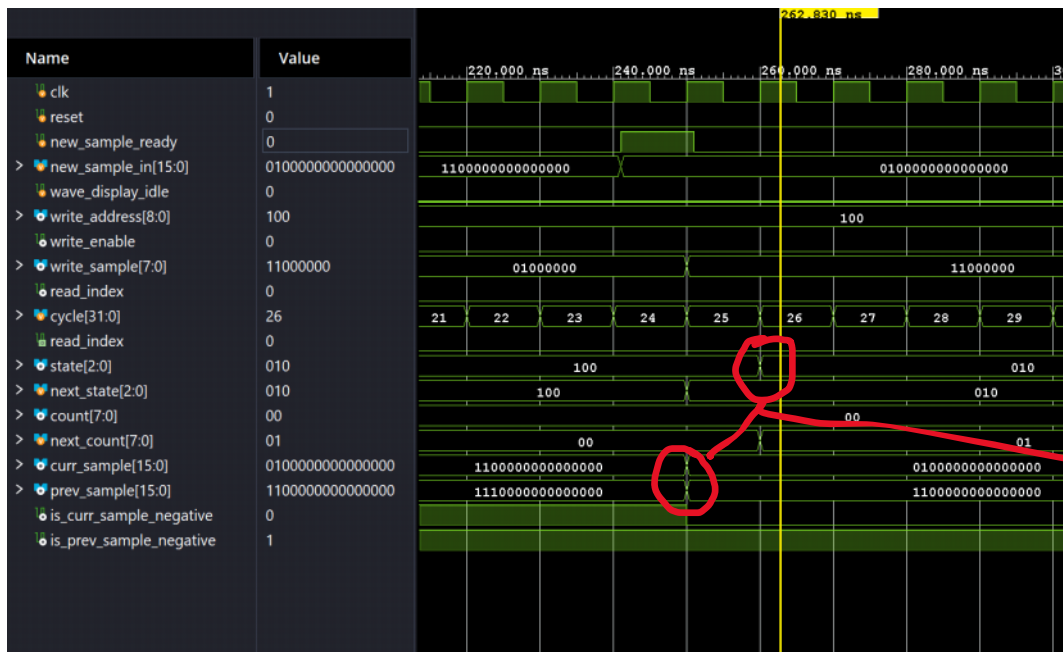 262.830 ns
Name Value
220.000 ns 240.000 ns 260.000 ns 280.000 ns 3
clk 1
reset 0
new_sample_ready 0
> new_sample_in[15:0] 0100000000000000 1100000000000000 0100000000000000
wave_display_idle 0
> write_address[8:0] 100 100
write_enable 0
> write_sample[7:0] 11000000 01000000 11000000
read_index 0
> cycle[31:0] 26 21 22 23 24 25 26 27 28 29
read_index 0
> state[2:0] 010 100 010
> next_state[2:0] 010 100 010
> count[7:0] 00 00
> next_count[7:0] 01 00 01
> curr_sample[15:0] 0100000000000000 1100000000000000 0100000000000000
> prev_sample[15:0] 1100000000000000 1110000000000000 1100000000000000
is_curr_sample_negative 0
is_prev_sample_negative 1